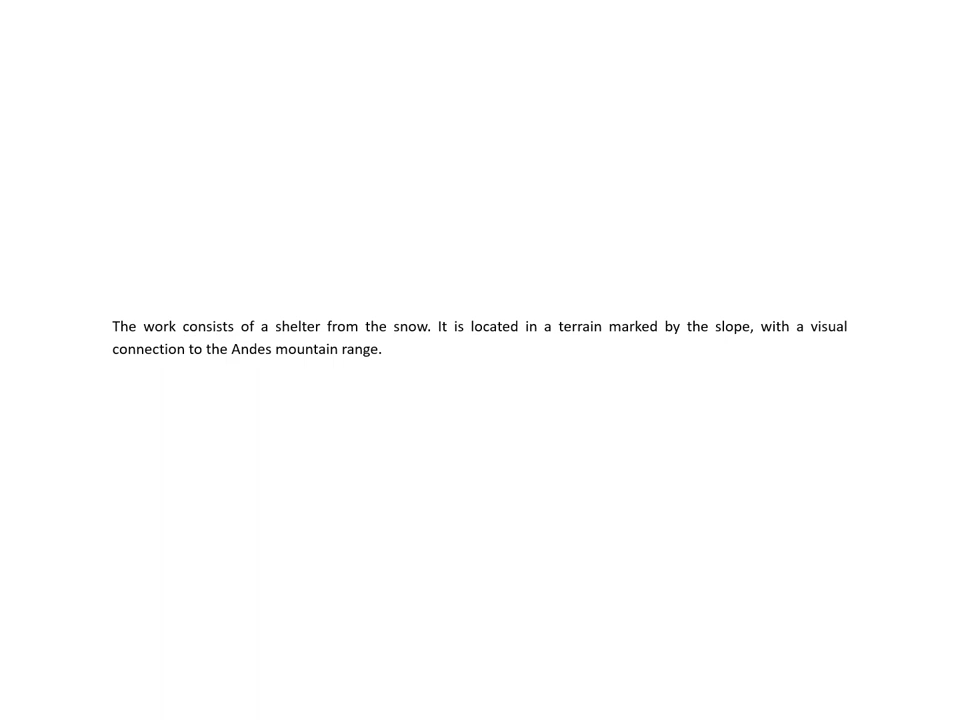 The work consists of a shelter from the snow. It is located in a terrain marked by the slope, with a visual
connection to the Andes mountain range.